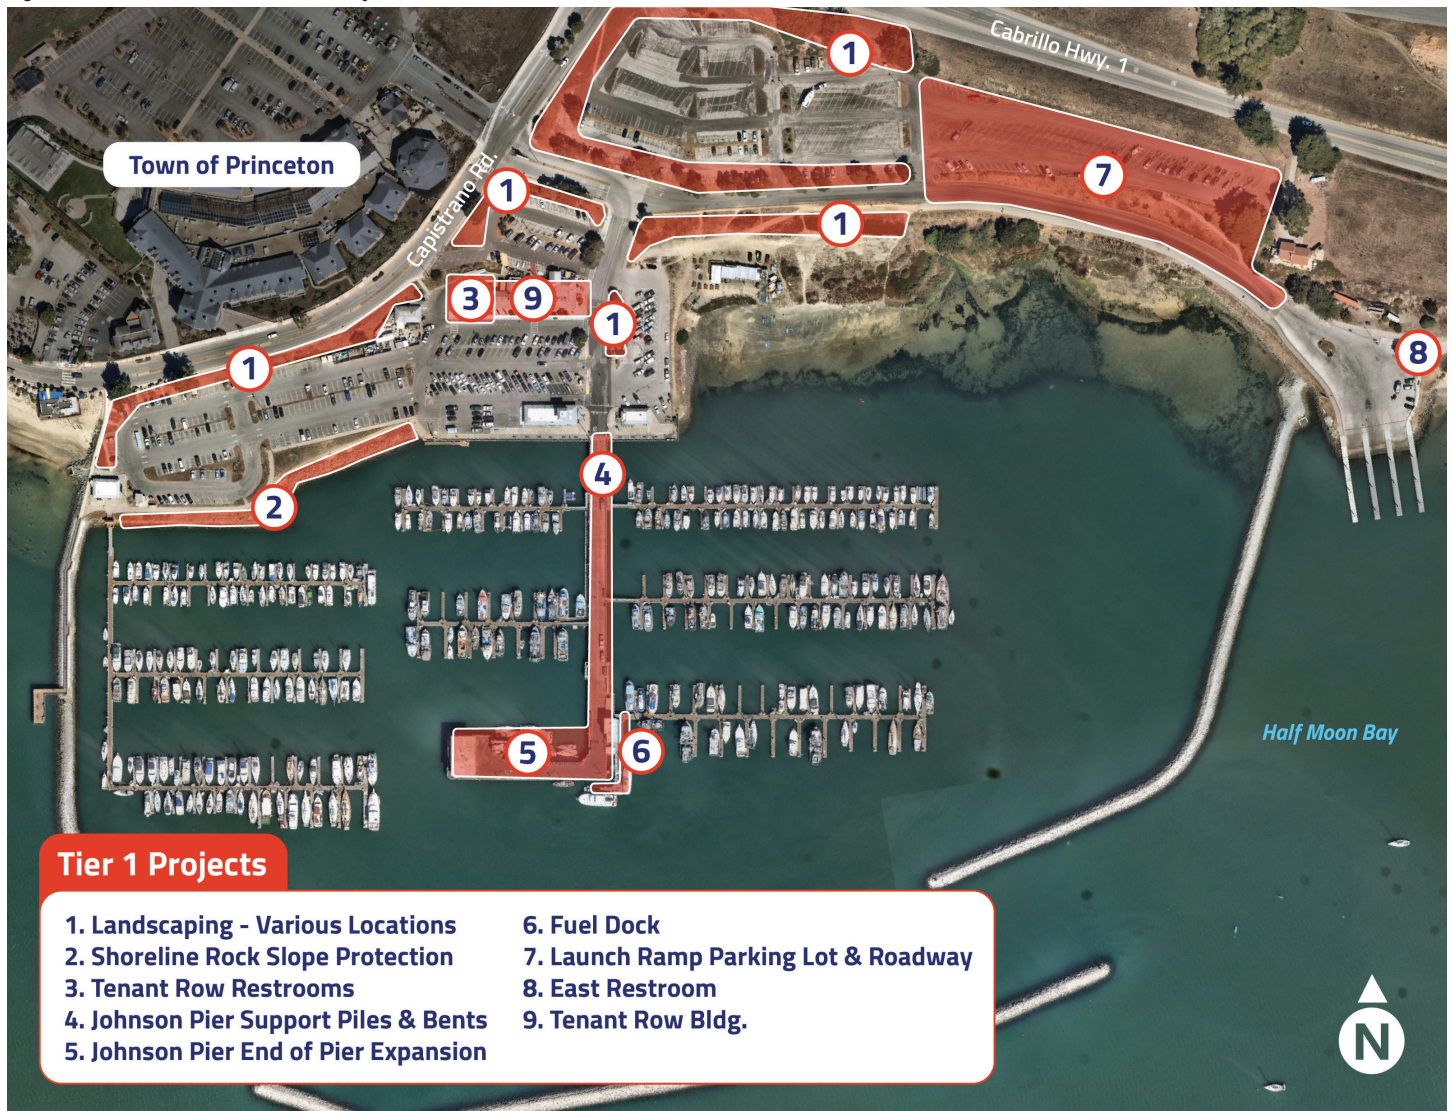 Cabrillo Hwy. 1
1
7
Town of Princeton
Capistrano Rd.
1
1
3
9
1
1
8
2
4
5
6
Half Moon Bay
Tier 1 Projects
1. Landscaping - Various Locations
2. Shoreline Rock Slope Protection
3. Tenant Row Restrooms
4. Johnson Pier Support Piles & Bents
5. Johnson Pier End of Pier Expansion
6. Fuel Dock
7. Launch Ramp Parking Lot & Roadway
8. East Restroom
9. Tenant Row Bldg.
N